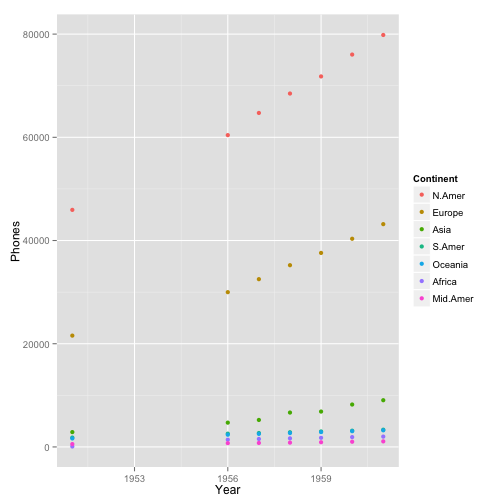 80000
60000
40000
20000
0
Phones
1953
1956
1959
Year
Continent
N.Amer
Europe
Asia
S.Amer
Oceania
Africa
Mid.Amer